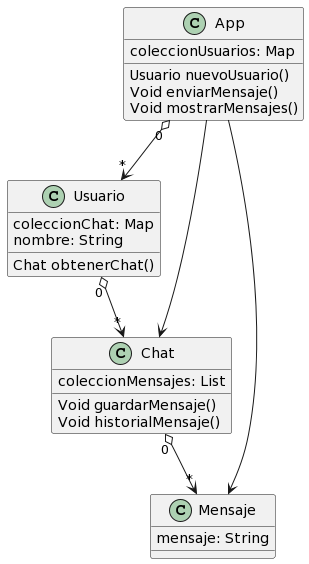 C App
coleccionUsuarios: Map
Usuario nuevoUsuario()
Void enviarMensaje()
Void mostrarMensajes()
0
*
C Usuario
coleccionChat: Map
nombre: String
Chat obtenerChat()
0
*
C Chat
coleccionMensajes: List
Void guardarMensaje()
Void historialMensaje()
0
*
C Mensaje
mensaje: String